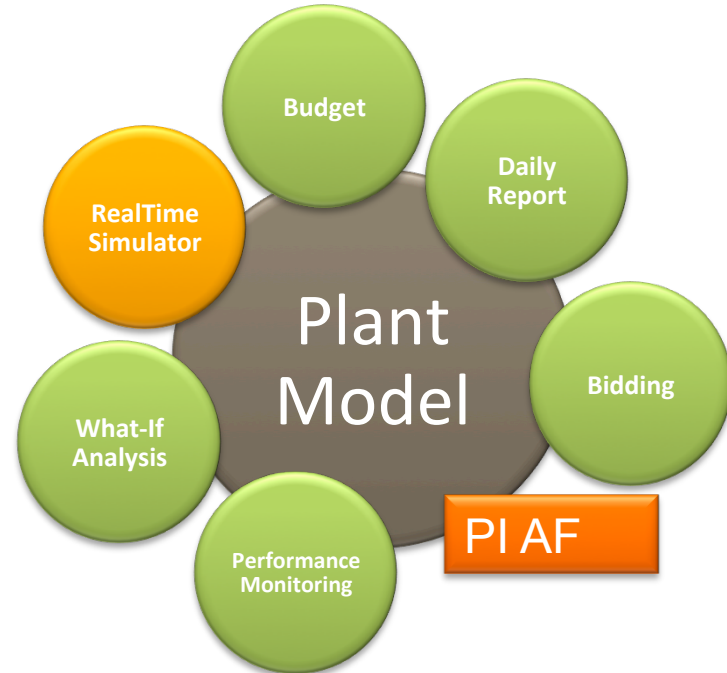 Budget
Daily
Report
RealTime
Simulator
Plant
Model
Bidding
What-If
Analysis
Performance
Monitoring
PI AF